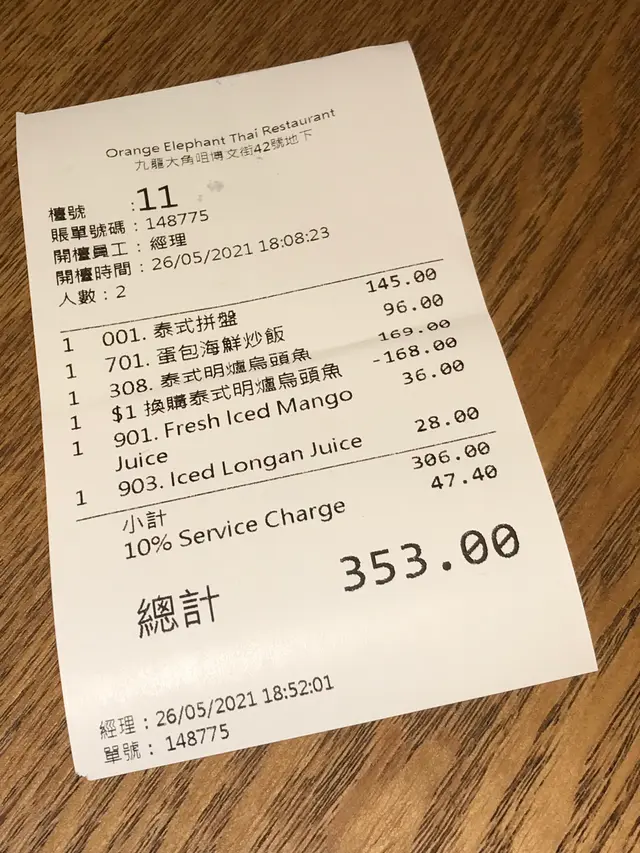 Orange Elephant Thai Restaurant
九龍大角咀博文街42號地下
檯號 :11
賬單號碼：148775
開檯員工：經理
開檯時間：26/05/2021 18:08:23
人數：2
1 001. 泰式拼盤 145.00
1 701. 蛋包海鮮炒飯 96.00
1 308. 泰式明爐烏頭魚 169.00
1 $1 換購泰式明爐烏頭魚 -168.00
1 901. Fresh Iced Mango 36.00
Juice
1 903. Iced Longan Juice 28.00
小計 306.00
10% Service Charge 47.40
總計 353.00
經理：26/05/2021 18:52:01
單號： 148775